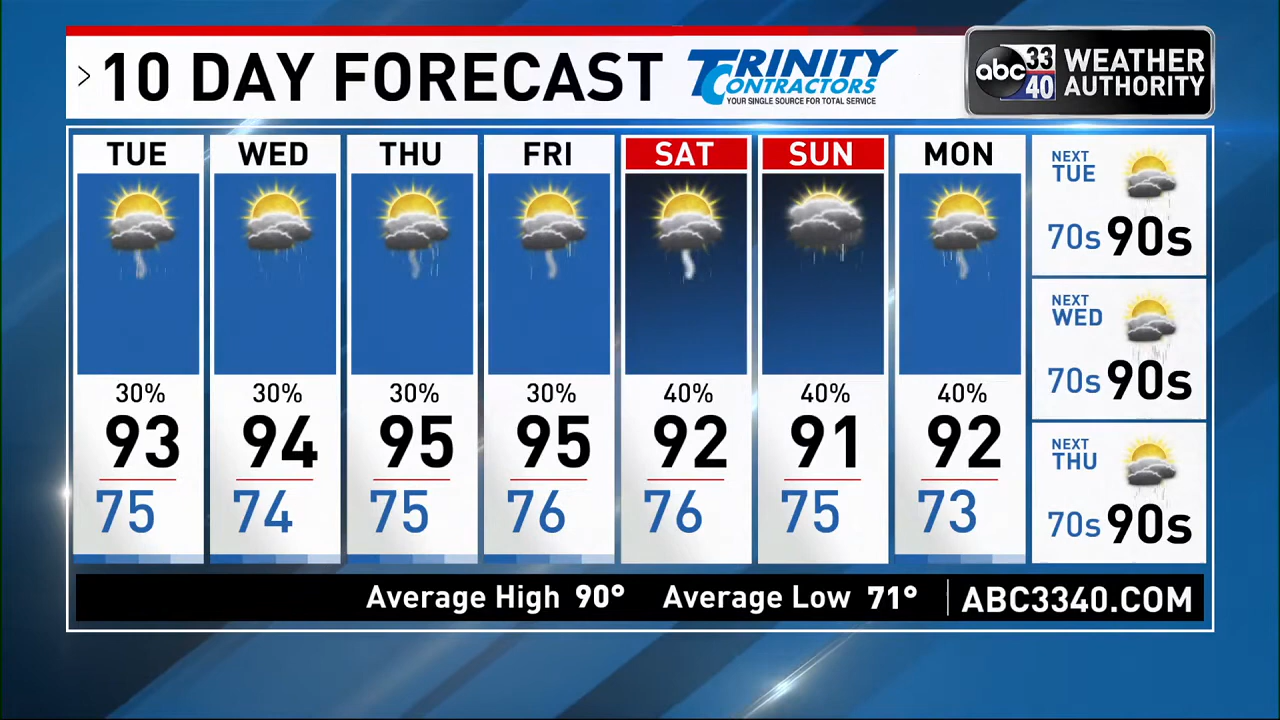 > 10 DAY FORECAST
TRINITY
CONTRACTORS
YOUR SINGLE SOURCE FOR TOTAL SERVICE
abc 33 40
WEATHER
AUTHORITY
TUE
30%
93
75
WED
30%
94
74
THU
30%
95
75
FRI
30%
95
76
SAT
40%
92
76
SUN
40%
91
75
MON
40%
92
73
NEXT
TUE
70s 90s
NEXT
WED
70s 90s
NEXT
THU
70s 90s
Average High 90° Average Low 71° ABC3340.COM